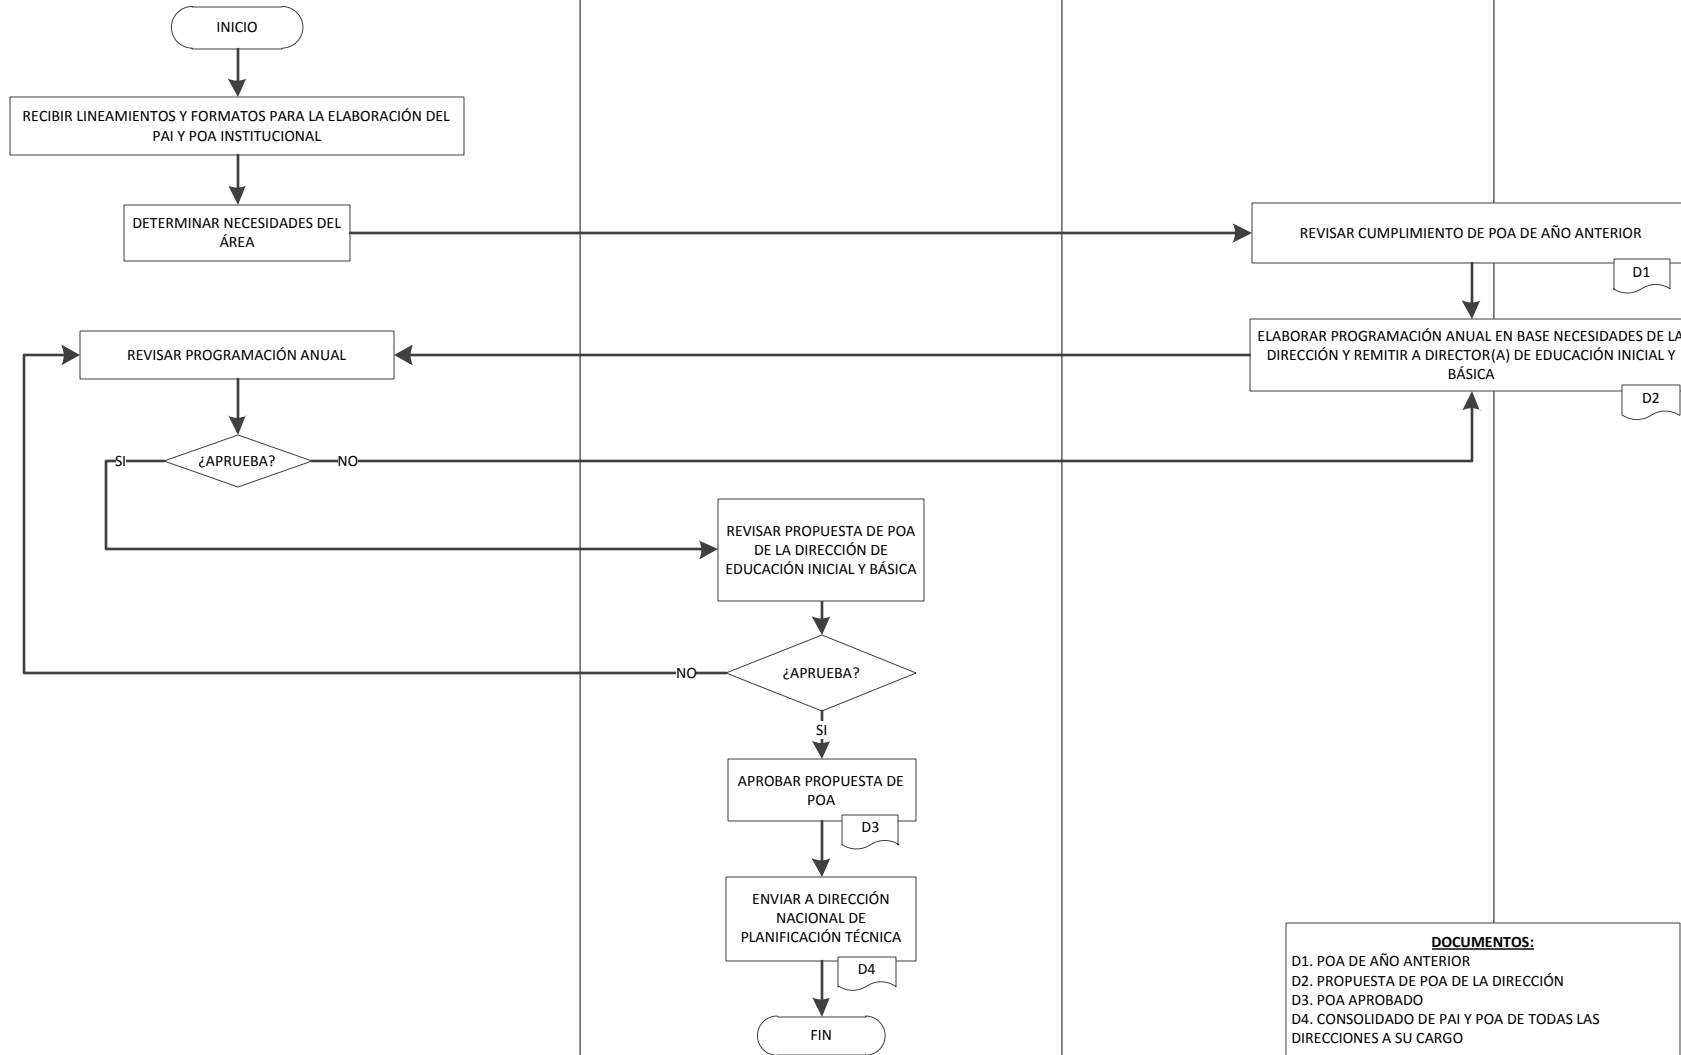 INICIO
RECIBIR LINEAMIENTOS Y FORMATOS PARA LA ELABORACIÓN DEL
PAI Y POA INSTITUCIONAL
DETERMINAR NECESIDADES DEL
ÁREA
REVISAR CUMPLIMIENTO DE POA DE AÑO ANTERIOR
D1
ELABORAR PROGRAMACIÓN ANUAL EN BASE NECESIDADES DE LA
DIRECCIÓN Y REMITIR A DIRECTOR(A) DE EDUCACIÓN INICIAL Y
BÁSICA
D2
REVISAR PROGRAMACIÓN ANUAL
SI
¿APRUEBA?
NO
REVISAR PROPUESTA DE POA
DE LA DIRECCIÓN DE
EDUCACIÓN INICIAL Y BÁSICA
NO
¿APRUEBA?
SI
APROBAR PROPUESTA DE
POA
D3
ENVIAR A DIRECCIÓN
NACIONAL DE
PLANIFICACIÓN TÉCNICA
D4
FIN
DOCUMENTOS:
D1. POA DE AÑO ANTERIOR
D2. PROPUESTA DE POA DE LA DIRECCIÓN
D3. POA APROBADO
D4. CONSOLIDADO DE PAI Y POA DE TODAS LAS
DIRECCIONES A SU CARGO